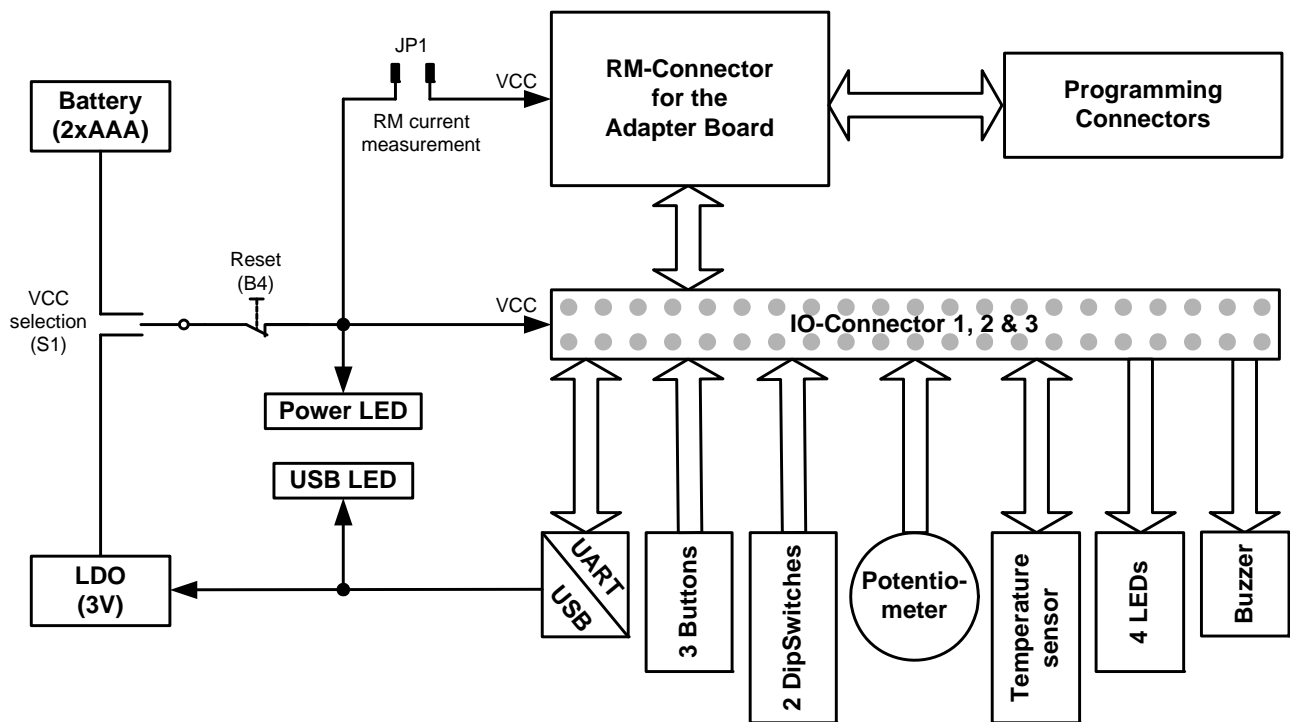 JP1
VCC
RM-Connector
for the
Adapter Board
Programming
Connectors
Battery
(2xAAA)
RM current
measurement
Reset
(B4)
VCC
selection
(S1)
VCC
IO-Connector 1, 2 & 3
Power LED
USB LED
LDO
(3V)
UART
USB
3 Buttons
2 DipSwitches
Potentio-
meter
Temperature
sensor
4 LEDs
Buzzer